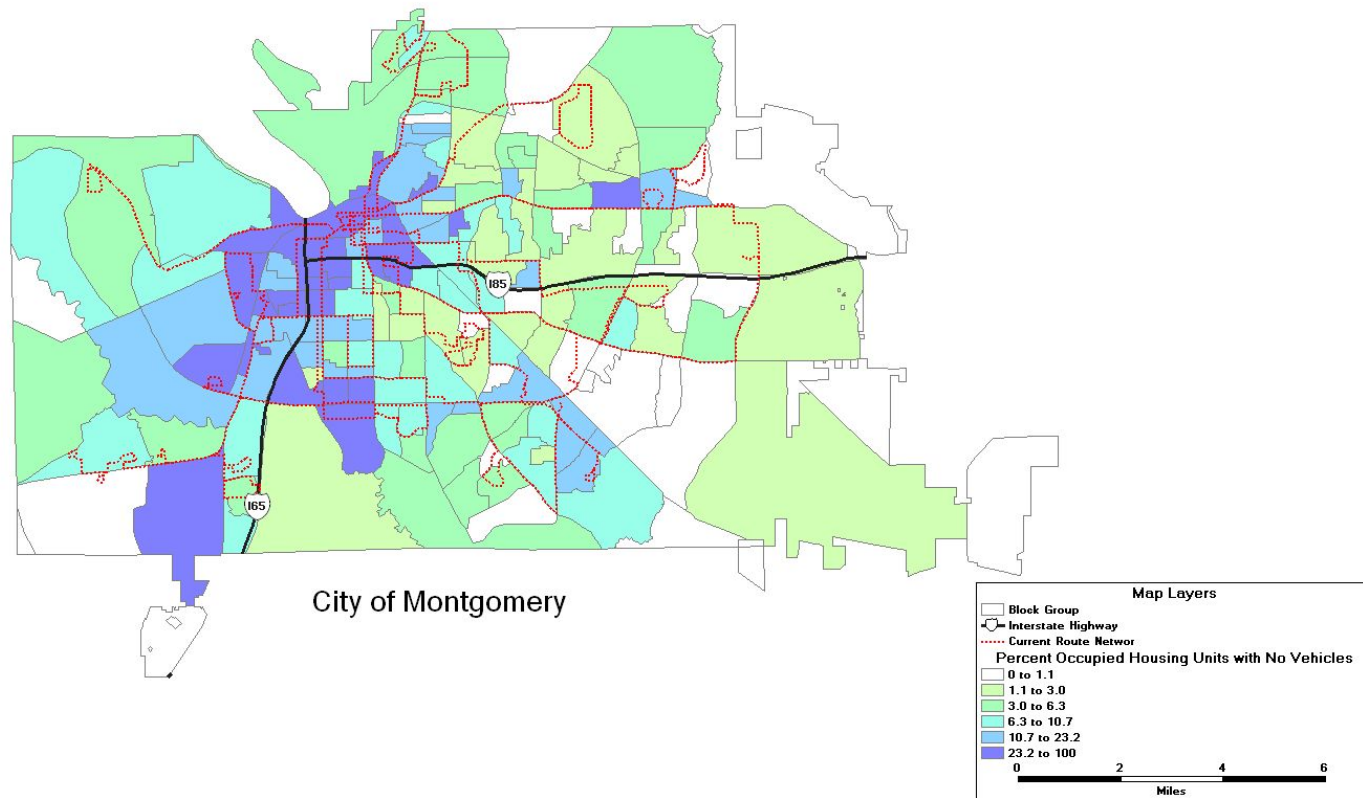 I85
I65
City of Montgomery
Map Layers
Block Group
Interstate Highway
Current Route Networ
Percent Occupied Housing Units with No Vehicles
0 to 1.1
1.1 to 3.0
3.0 to 6.3
6.3 to 10.7
10.7 to 23.2
23.2 to 100
0 2 4 6
Miles